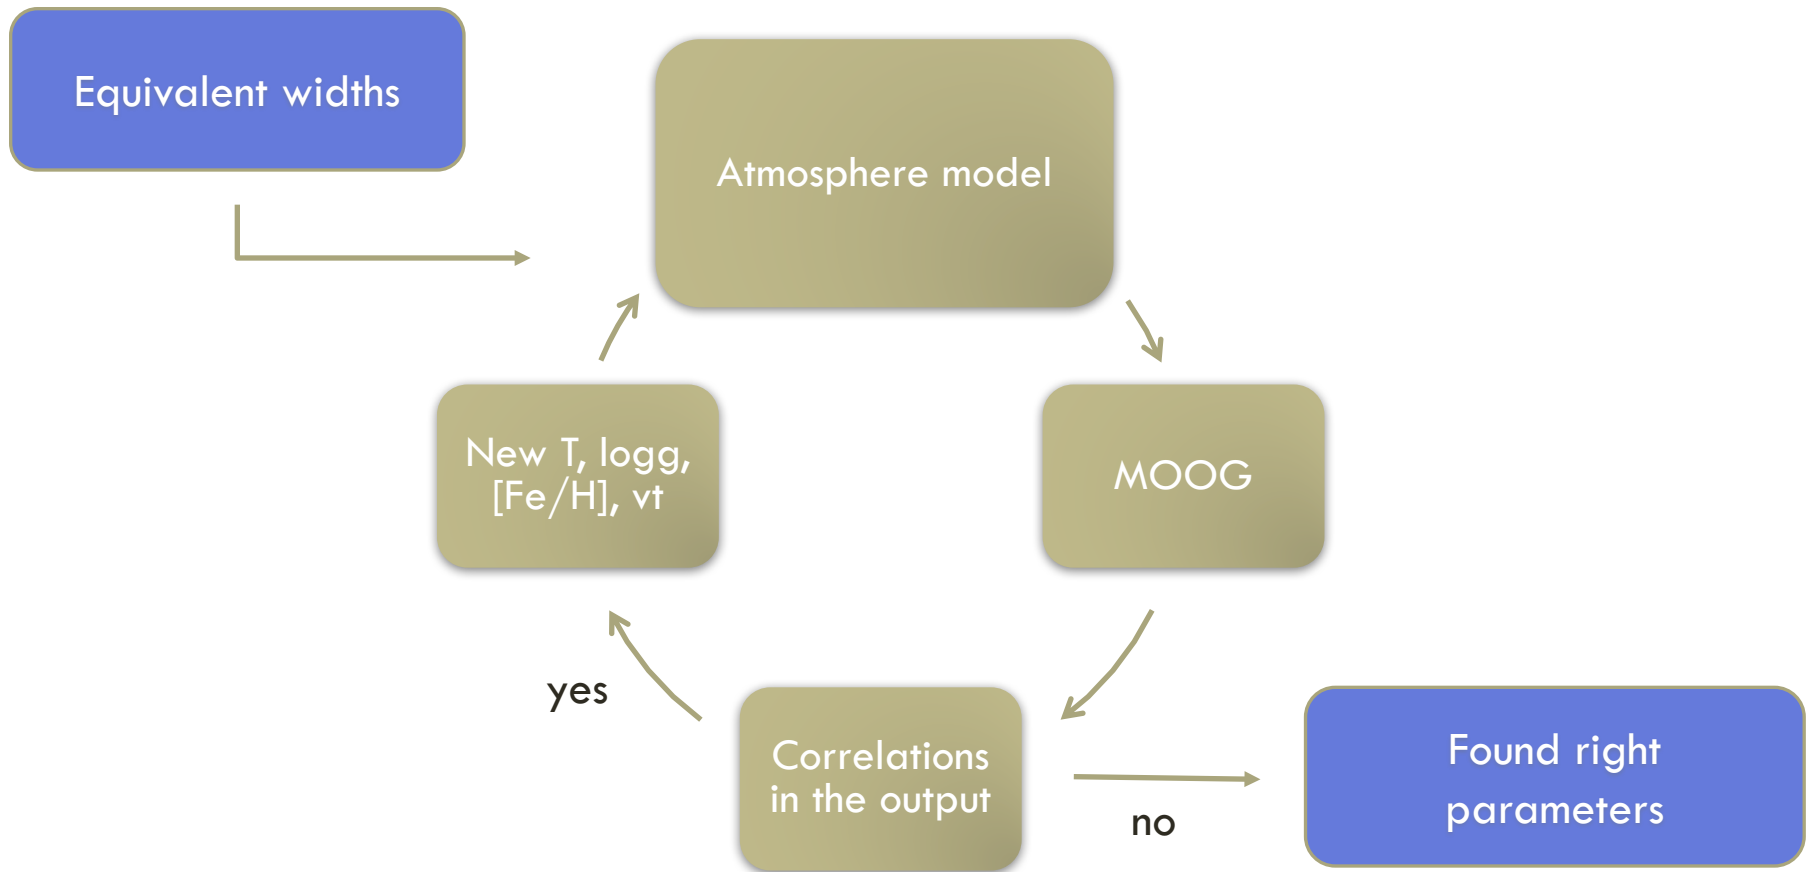 Equivalent widths
Atmosphere model
New T, logg,
[Fe/H], vt
MOOG
yes
Correlations
in the output
no
Found right
parameters